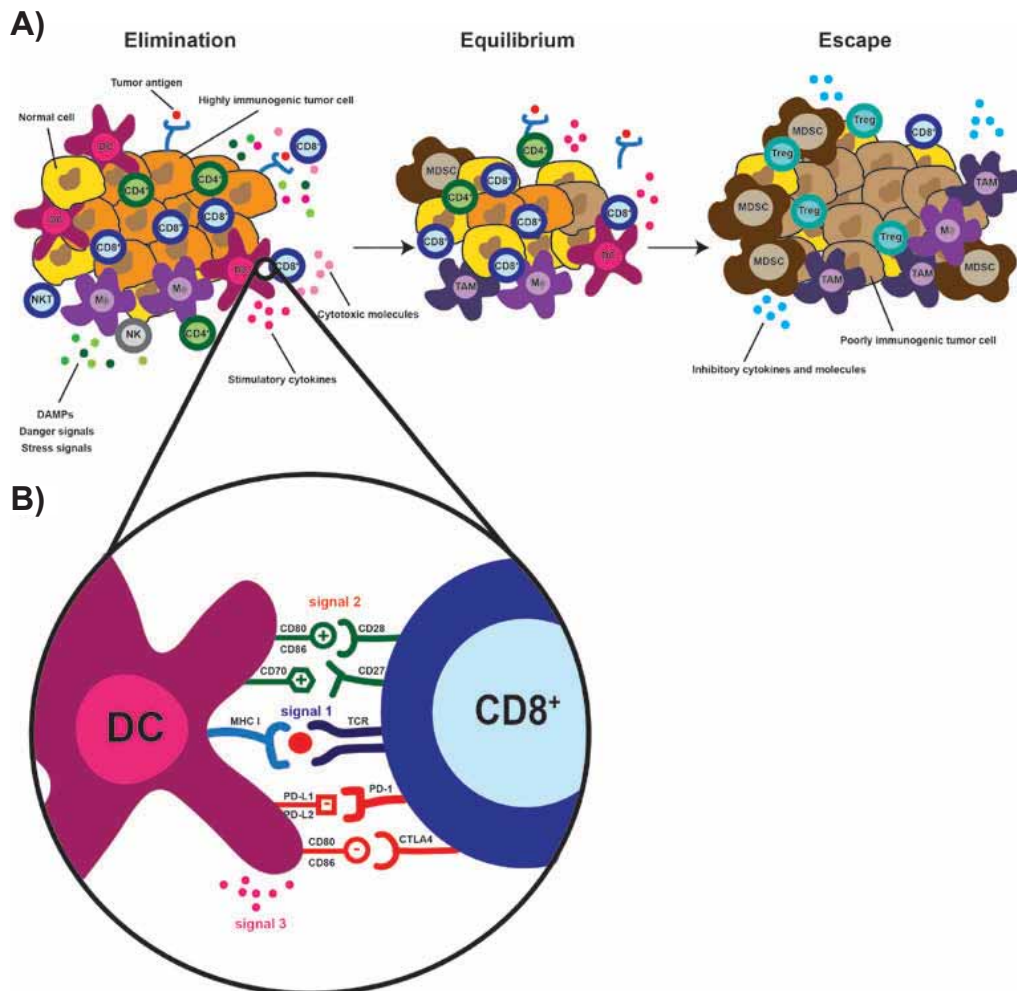 A)
Elimination
Equilibrium
Escape
Tumor antigen
Highly immunogenic tumor cell
Normal cell
DC
CD8+
CD4+
CD4+
DC
CD8+
CD8+
CD8+
DC
CD8+
NKT
Mφ
Mφ
NK
CD4+
Cytotoxic molecules
Stimulatory cytokines
DAMPs
Danger signals
Stress signals
CD4+
MDSC
CD8+
CD4+
CD8+
CD8+
CD8+
CD8+
DC
TAM
Mφ
MDSC
Treg
CD8+
Treg
TAM
MDSC
Treg
Treg
Mφ
MDSC
TAM
TAM
MDSC
Poorly immunogenic tumor cell
Inhibitory cytokines and molecules
B)
signal 2
CD80
CD28
CD86
CD70
CD27
signal 1
MHC I
TCR
DC
CD8+
PD-L1
PD-1
PD-L2
CD80
CTLA4
CD86
signal 3